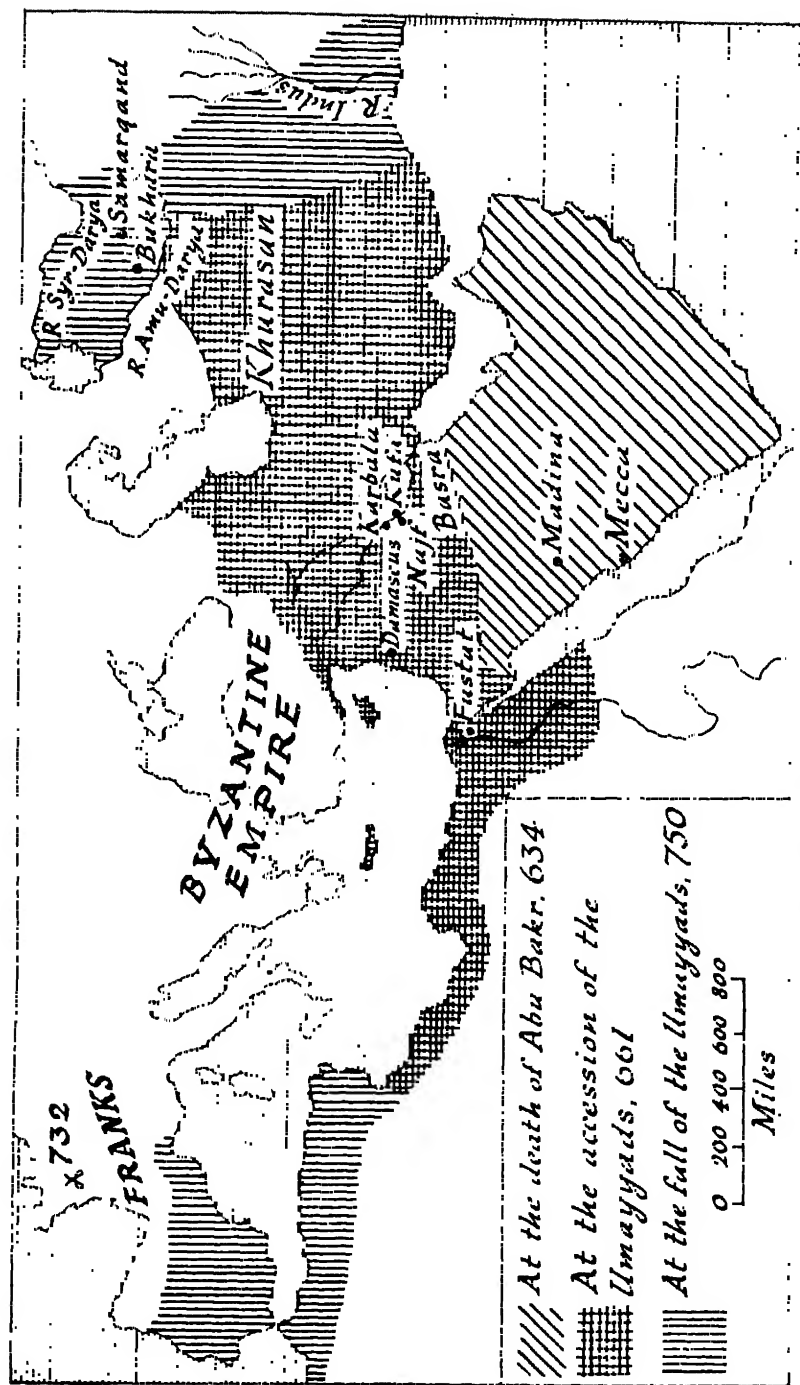 x 732
FRANKS
BYZANTINE
EMPIRE
R Syr-Darya
Samarqand
Bukhara
R. Amu-Darya
Khurasan
R. Indus
Karbala
Kufa
Damascus
Najf
Basra
Fustut
Madina
Mecca
At the death of Abu Bakr. 634
At the accession of the
Umayyads, 661
At the fall of the Umayyads, 750
0 200 400 600 800
Miles